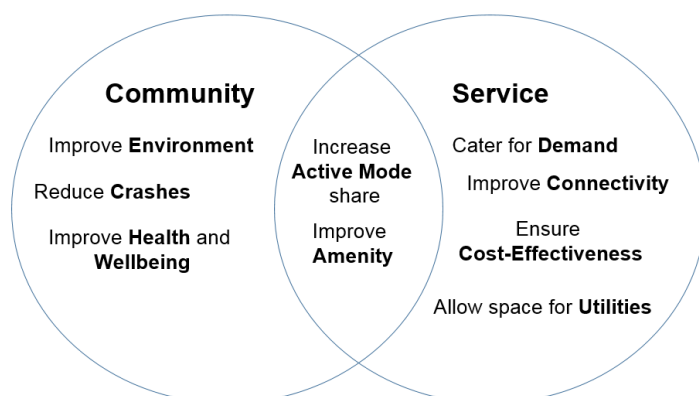 Community
Improve Environment
Reduce Crashes
Improve Health and
Wellbeing
Increase
Active Mode
share
Improve
Amenity
Service
Cater for Demand
Improve Connectivity
Ensure
Cost-Effectiveness
Allow space for Utilities